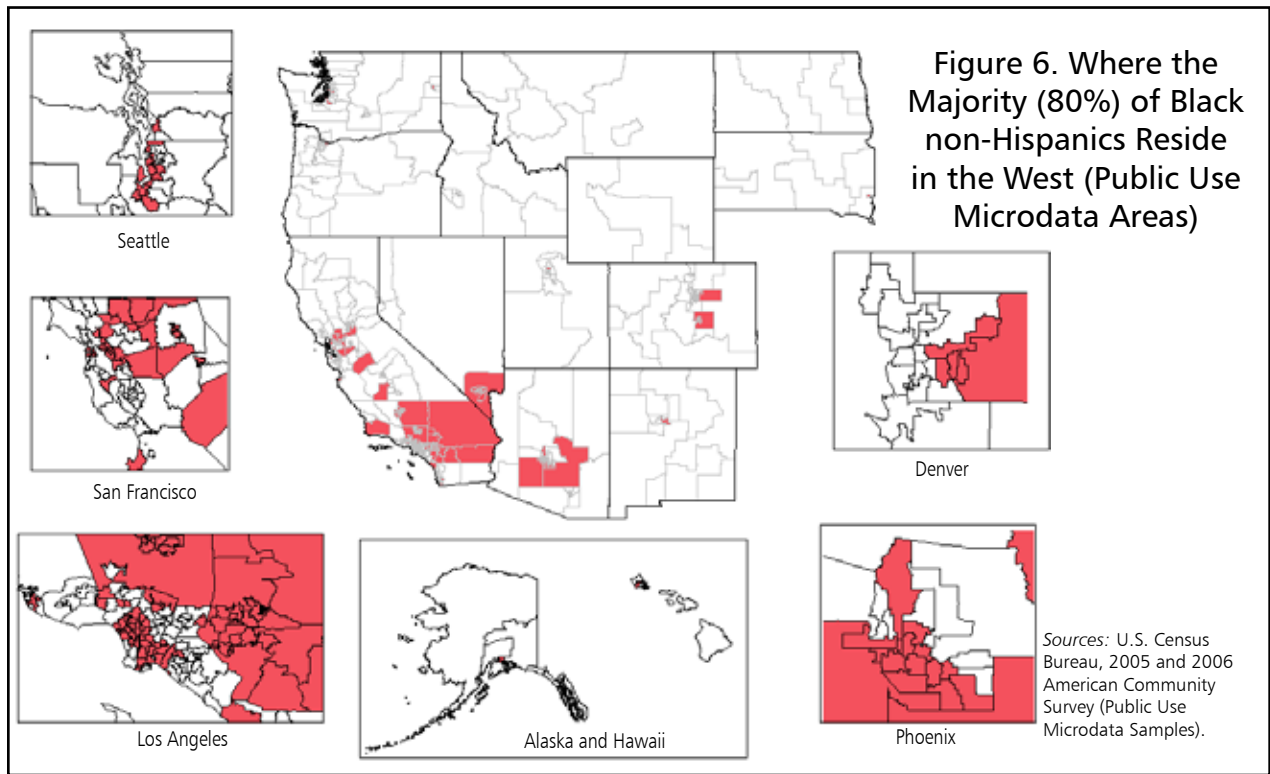 Figure 6. Where the
Majority (80%) of Black
non-Hispanics Reside
in the West (Public Use
Microdata Areas)
Seattle
San Francisco
Denver
Los Angeles
Alaska and Hawaii
Phoenix
Sources: U.S. Census
Bureau, 2005 and 2006
American Community
Survey (Public Use
Microdata Samples).